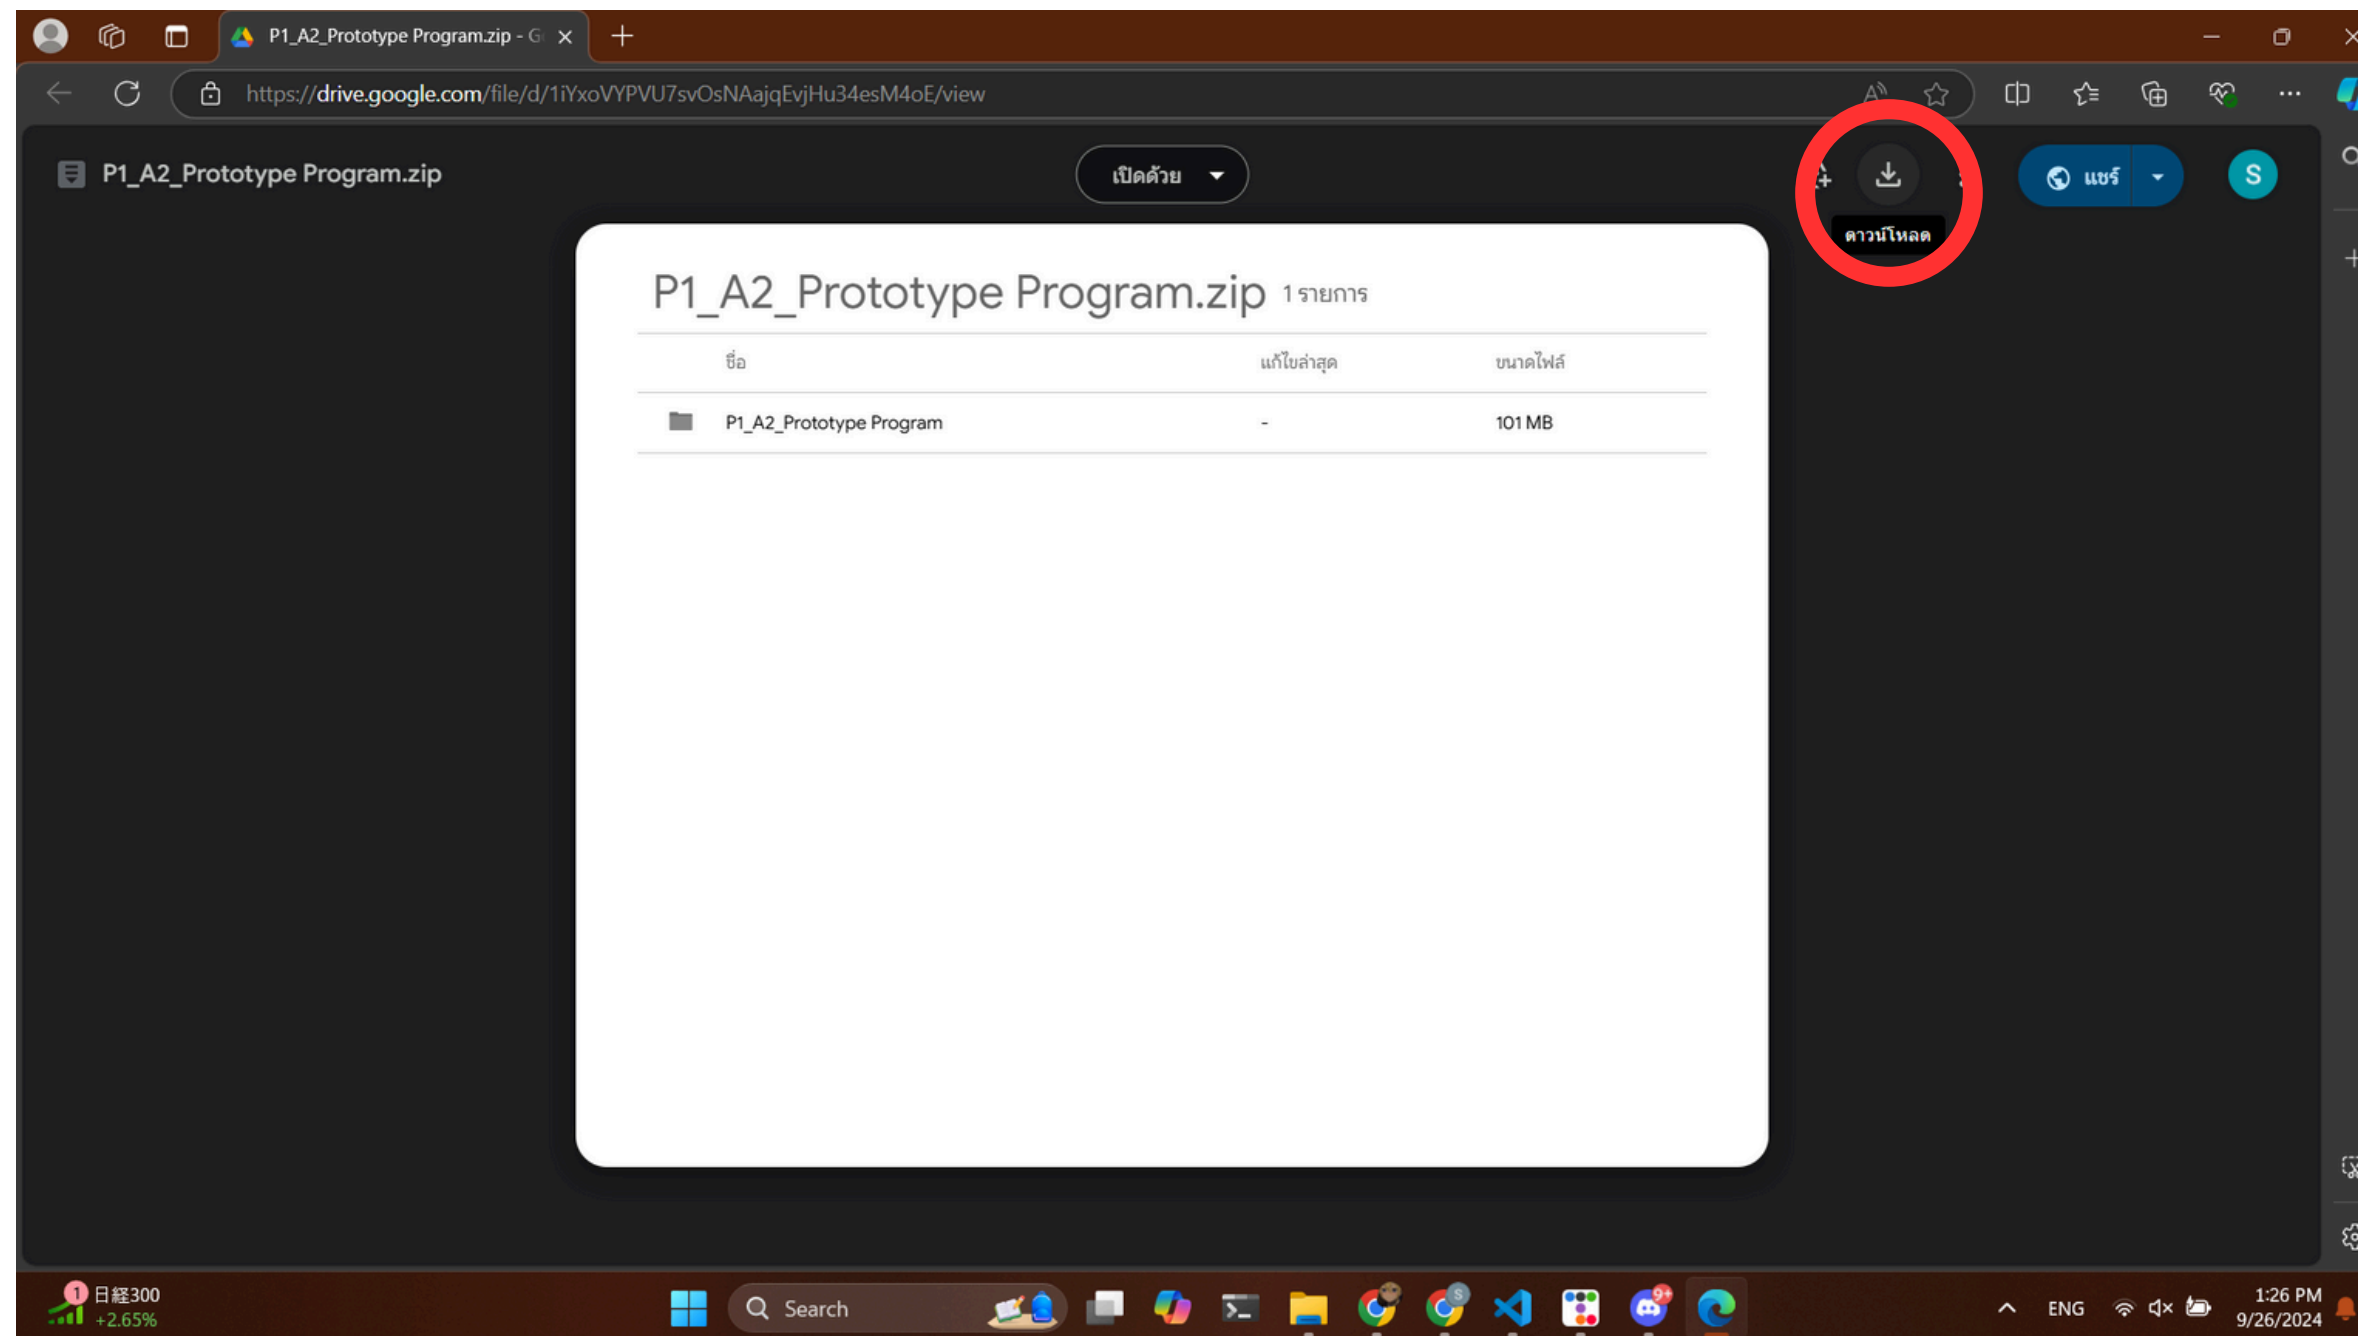 P1_A2_Prototype Program.zip - G
https://drive.google.com/file/d/1iYxoVYPVU7svOsNAajqEvjHu34esM4oE/view
P1_A2_Prototype Program.zip
เปิดด้วย
แชร์
S
ดาวน์โหลด
P1_A2_Prototype Program.zip 1 รายการ
ชื่อ แก้ไขล่าสุด ขนาดไฟล์
P1_A2_Prototype Program - 101 MB
1
日経300
+2.65%
Search
S
9+
ENG
1:26 PM
9/26/2024